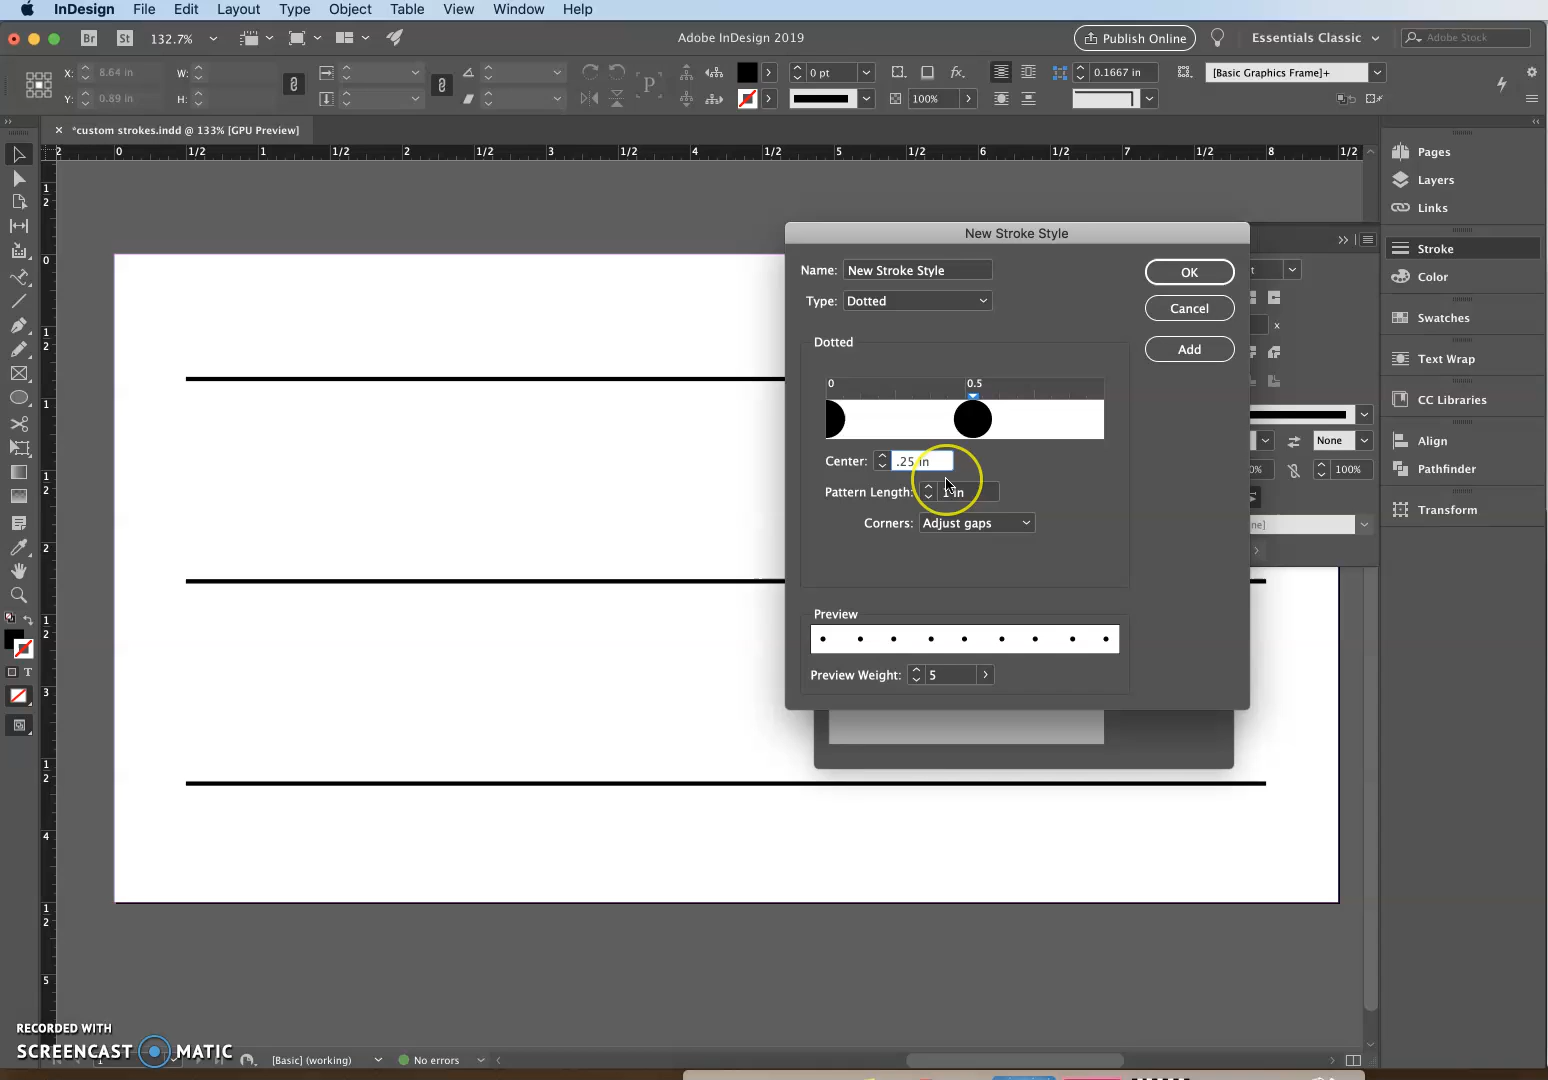 InDesign File Edit Layout Type Object Table View Window Help
Br St 132.7% Adobe InDesign 2019 Publish Online Essentials Classic Adobe Stock
X: 8.64 in W: 0 pt 0.1667 in [Basic Graphics Frame]+
Y: 0.89 in H: P 100%
× *custom strokes.indd @ 133% [GPU Preview]
2 0 1/2 1 1/2 2 1/2 3 1/2 4 1/2 5 1/2 6 1/2 7 1/2 8 1/2
1
2
0
1
2
1
1
2
2
1
2
3
1
2
4
1
2
5
T
New Stroke Style
Name: New Stroke Style
Type: Dotted
OK
Cancel
Add
Dotted
0 0.5
Center: .25 in
Pattern Length: 1 in
Corners: Adjust gaps
Preview
Preview Weight: 5
t
x
None
0% 100%
e]
Pages
Layers
Links
Stroke
Color
Swatches
Text Wrap
CC Libraries
Align
Pathfinder
Transform
RECORDED WITH
SCREENCAST MATIC
1 [Basic] (working) No errors